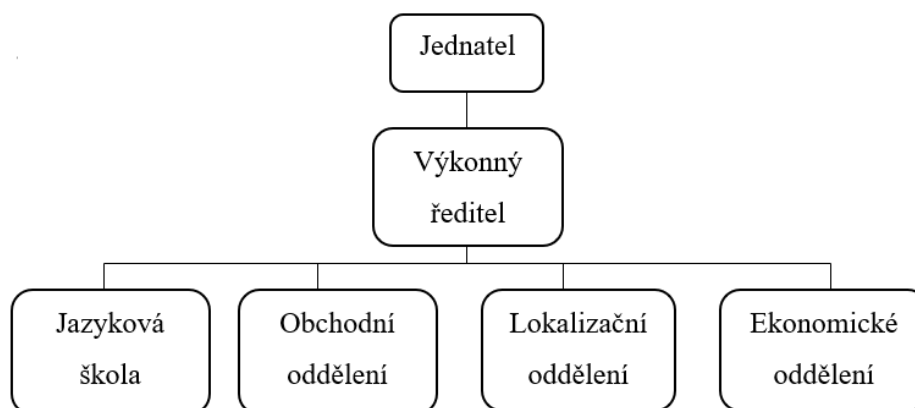 Jednatel
Výkonný
ředitel
Jazyková
škola
Obchodní
oddělení
Lokalizační
oddělení
Ekonomické
oddělení